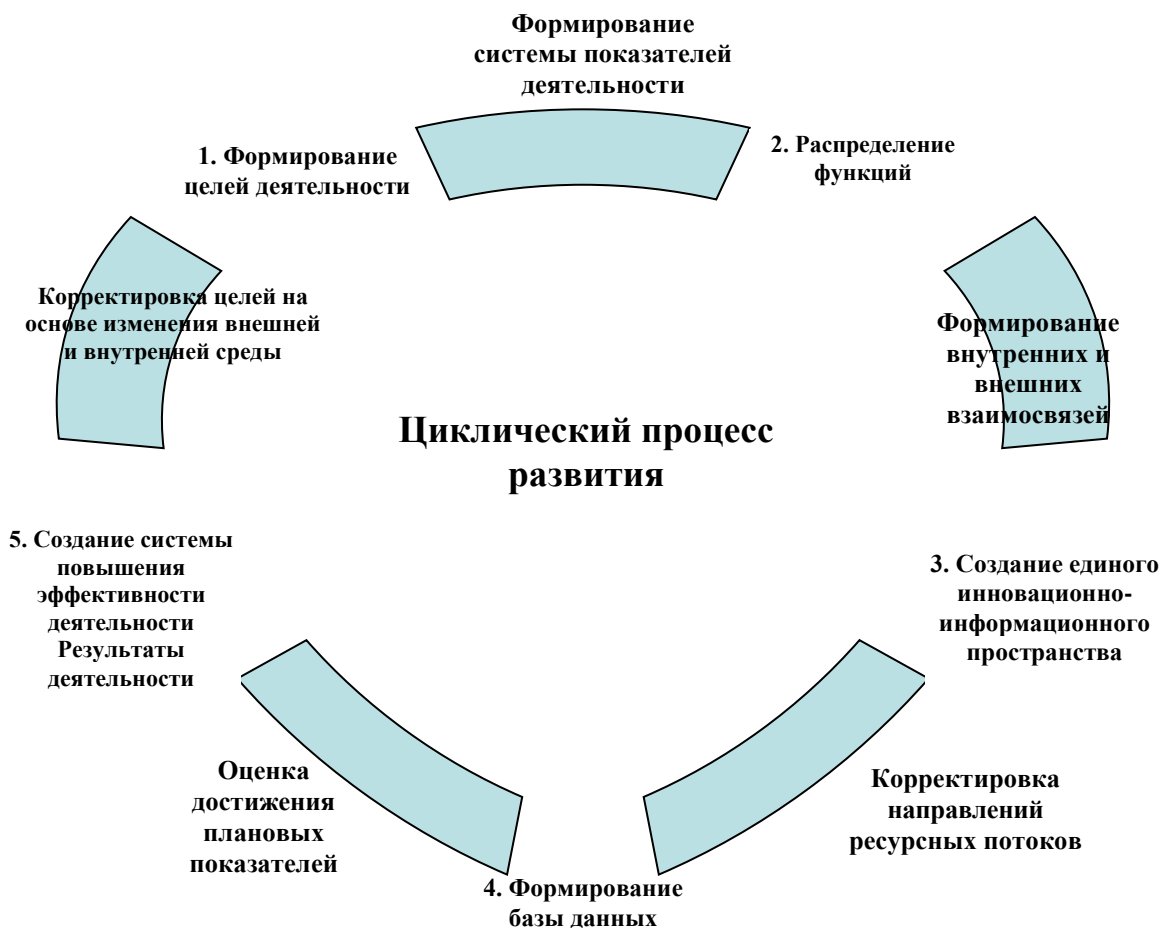 Формирование
системы показателей
деятельности
1. Формирование
целей деятельности
2. Распределение
функций
Корректировка целей на
основе изменения внешней
и внутренней среды
Формирование
внутренних и
внешних
взаимосвязей
Циклический процесс
развития
5. Создание системы
повышения
эффективности
деятельности
Результаты
деятельности
3. Создание единого
инновационно-
информационного
пространства
Оценка
достижения
плановых
показателей
Корректировка
направлений
ресурсных потоков
4. Формирование
базы данных